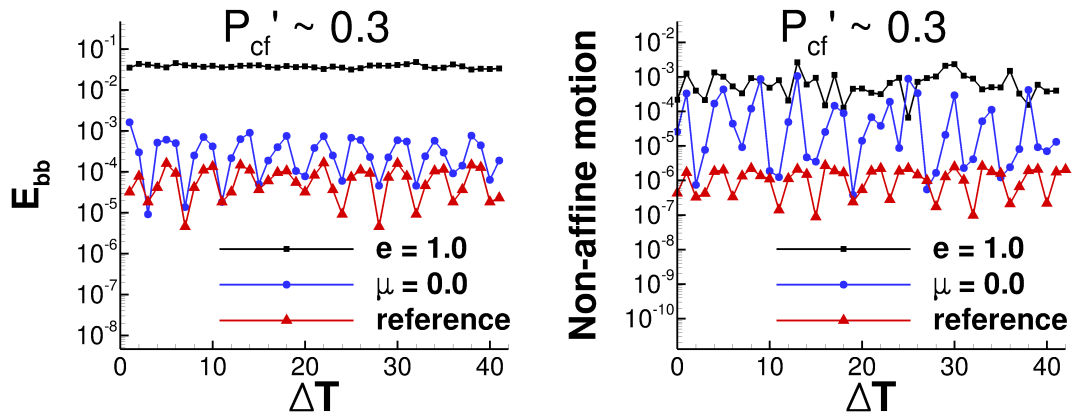 P_cf' ~ 0.3
E_bb
10^-1
10^-2
10^-3
10^-4
10^-5
10^-6
10^-7
10^-8
e = 1.0
μ = 0.0
reference
0 10 20 30 40
ΔT
P_cf' ~ 0.3
Non-affine motion
10^-2
10^-3
10^-4
10^-5
10^-6
10^-7
10^-8
10^-9
10^-10
e = 1.0
μ = 0.0
reference
0 10 20 30 40
ΔT